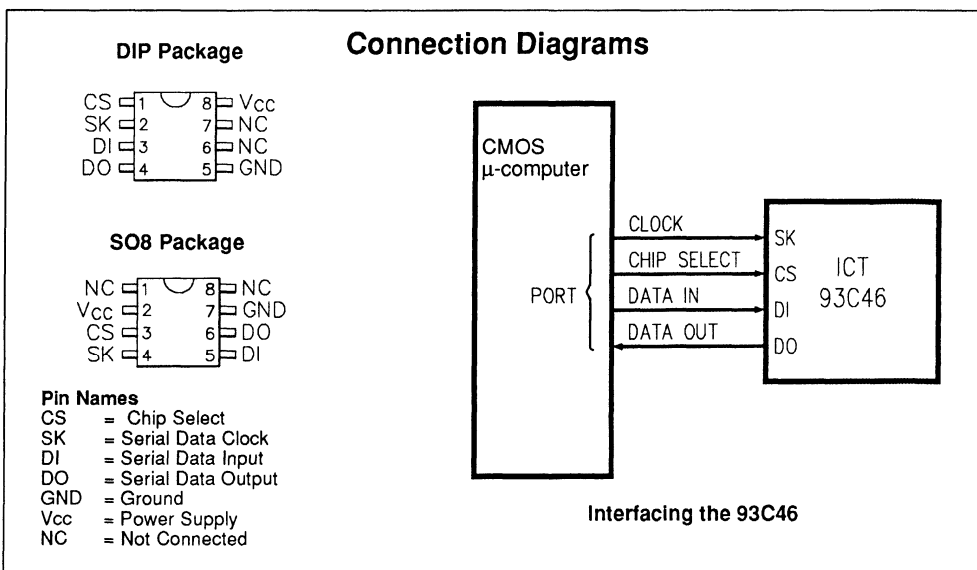 Connection Diagrams
DIP Package
CS 1 8 Vcc
SK 2 7 NC
DI 3 6 NC
DO 4 5 GND
SO8 Package
NC 1 8 NC
Vcc 2 7 GND
CS 3 6 DO
SK 4 5 DI
Pin Names
CS = Chip Select
SK = Serial Data Clock
DI = Serial Data Input
DO = Serial Data Output
GND = Ground
Vcc = Power Supply
NC = Not Connected
CMOS
μ-computer
PORT
CLOCK
CHIP SELECT
DATA IN
DATA OUT
SK
CS
DI
DO
ICT
93C46
Interfacing the 93C46